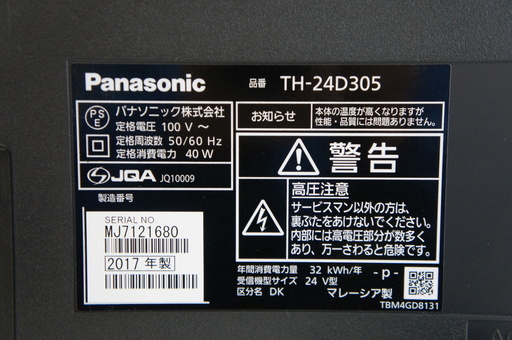 Panasonic
品番 TH-24D305
PS
E
パナソニック株式会社
定格電圧 100 V ～
定格周波数 50/60 Hz
定格消費電力 40 W
お知らせ
本体の温度が高くなりますが
性能・品質には問題ありません。
JQA JQ10009
警告
高圧注意
サービスマン以外の方は、
裏ぶたをあけないでください。
内部には高電圧部分が数多く
あり、万一さわると危険です。
製造番号
SERIAL NO
MJ7121680
2017 年製
年間消費電力量 32 kWh/年
受信機型サイズ 24 V型
区分名 DK
- p -
マレーシア製
TBM4GD8131